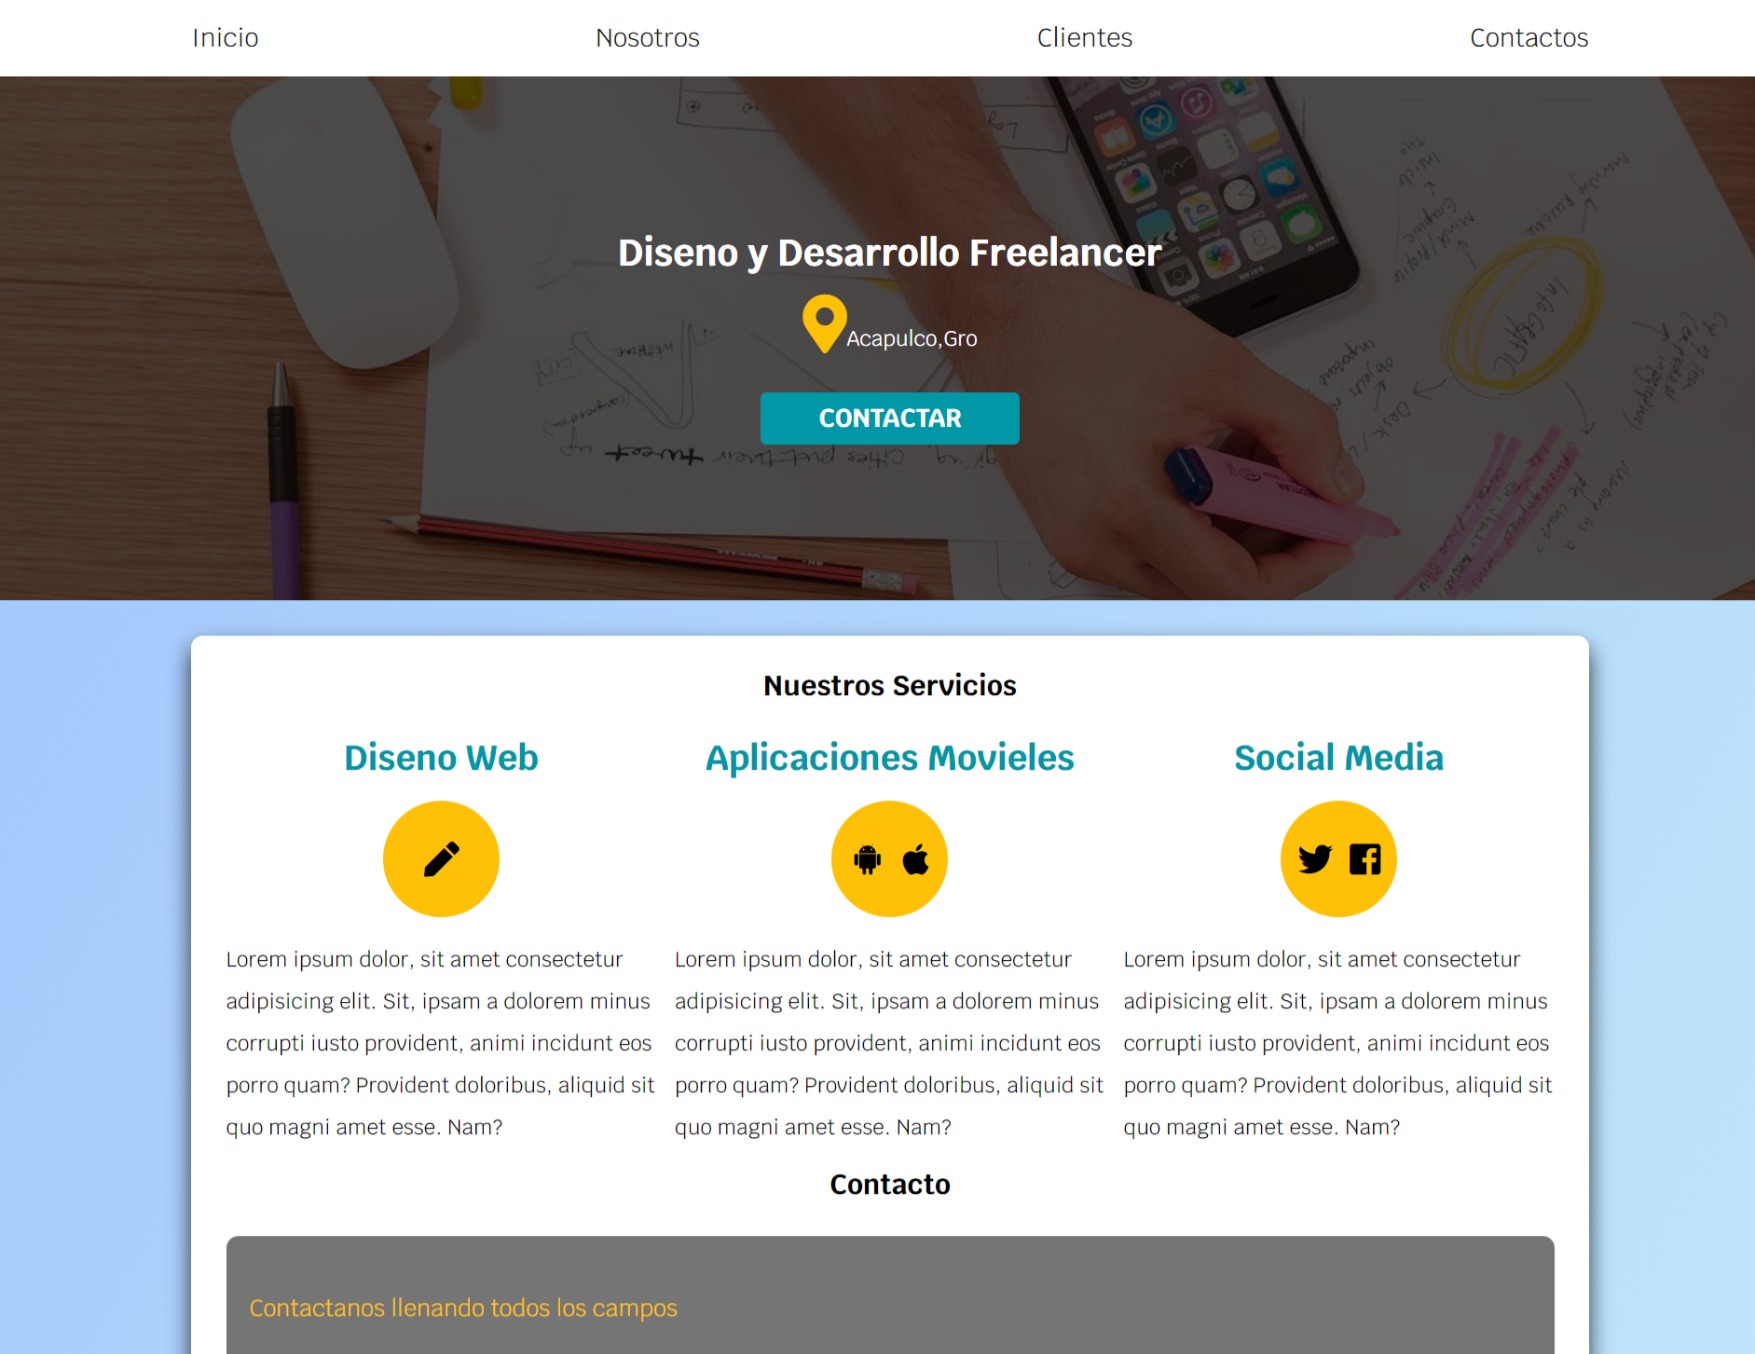 Inicio
Nosotros
Clientes
Contactos
Diseno y Desarrollo Freelancer
Acapulco,Gro
CONTACTAR
Nuestros Servicios
Diseno Web
Aplicaciones Movieles
Social Media
Lorem ipsum dolor, sit amet consectetur
adipisicing elit. Sit, ipsam a dolorem minus
corrupti iusto provident, animi incidunt eos
porro quam? Provident doloribus, aliquid sit
quo magni amet esse. Nam?
Lorem ipsum dolor, sit amet consectetur
adipisicing elit. Sit, ipsam a dolorem minus
corrupti iusto provident, animi incidunt eos
porro quam? Provident doloribus, aliquid sit
quo magni amet esse. Nam?
Lorem ipsum dolor, sit amet consectetur
adipisicing elit. Sit, ipsam a dolorem minus
corrupti iusto provident, animi incidunt eos
porro quam? Provident doloribus, aliquid sit
quo magni amet esse. Nam?
Contacto
Contactanos llenando todos los campos